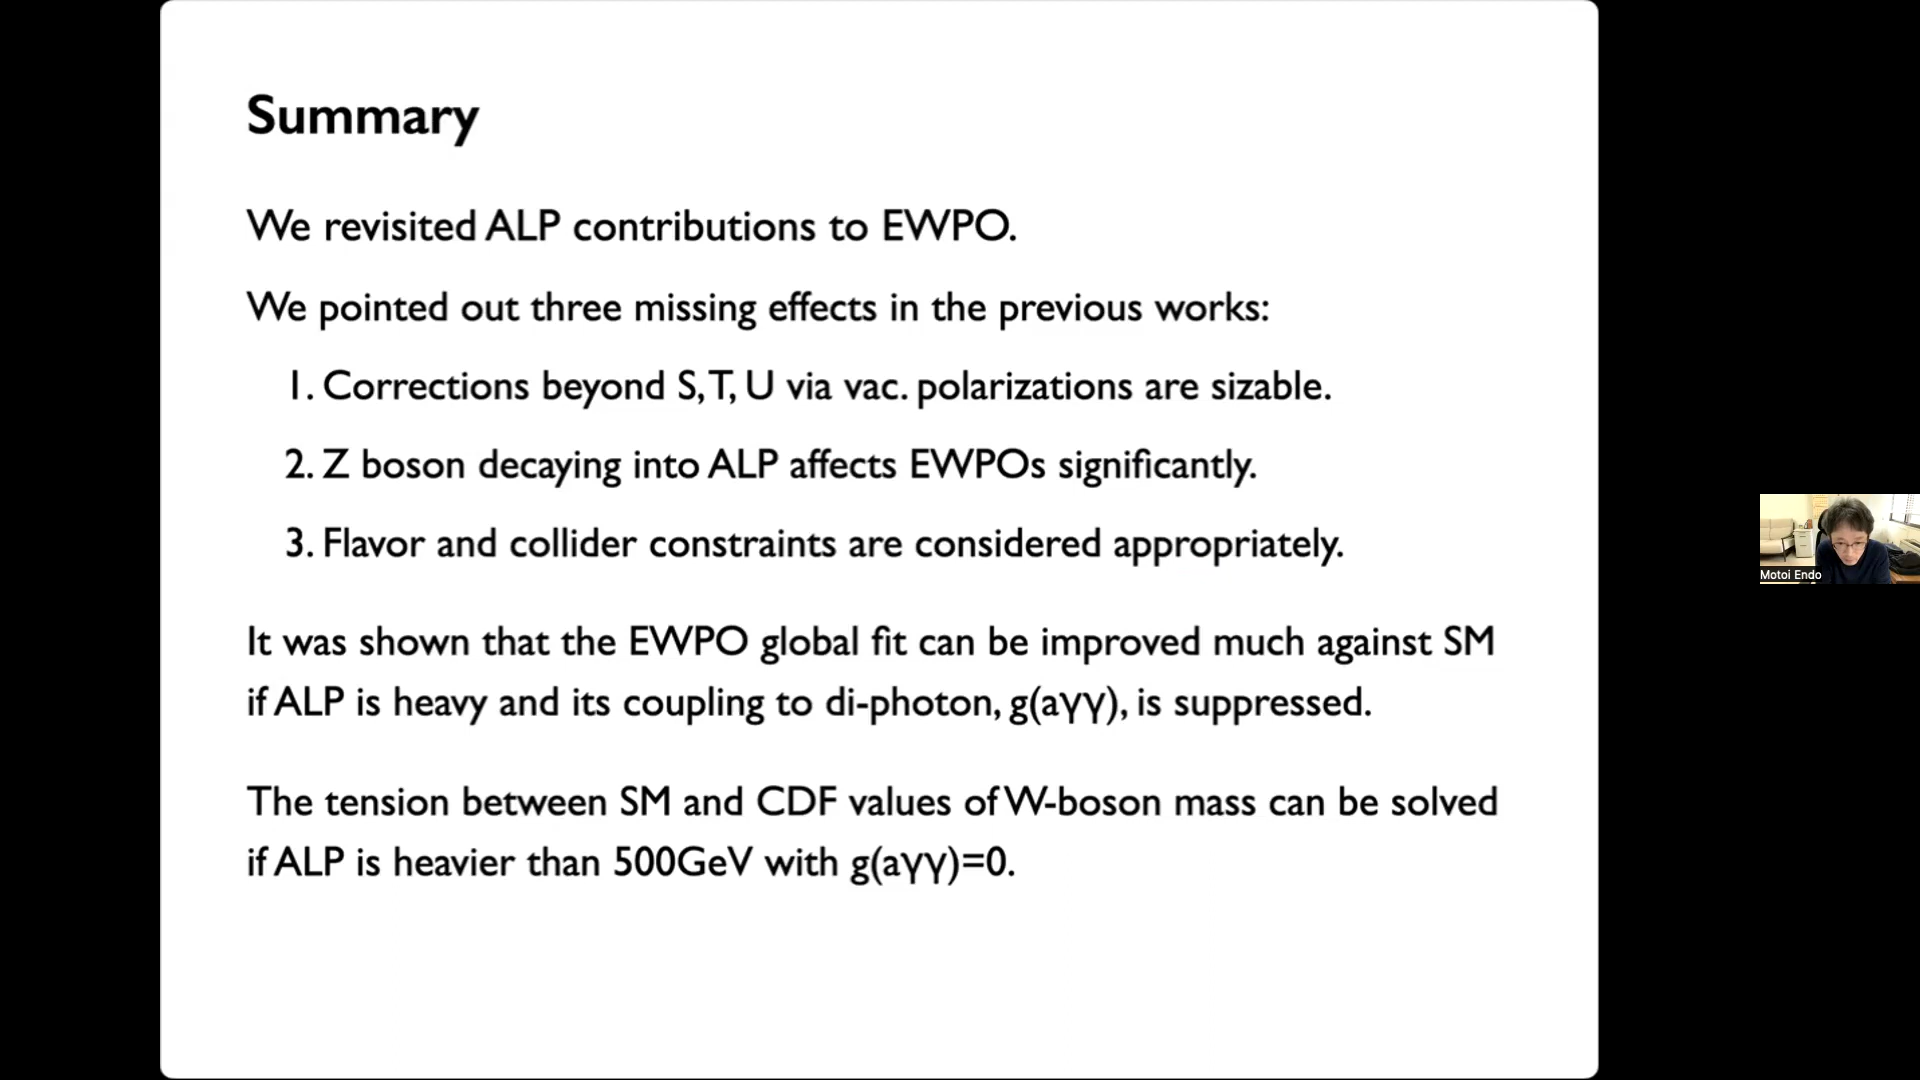 Summary
We revisited ALP contributions to EWPO.
We pointed out three missing effects in the previous works:
1. Corrections beyond S, T, U via vac. polarizations are sizable.
2. Z boson decaying into ALP affects EWPOs significantly.
3. Flavor and collider constraints are considered appropriately.
It was shown that the EWPO global fit can be improved much against SM
if ALP is heavy and its coupling to di-photon, g(aγγ), is suppressed.
The tension between SM and CDF values of W-boson mass can be solved
if ALP is heavier than 500GeV with g(aγγ)=0.
Motoi Endo